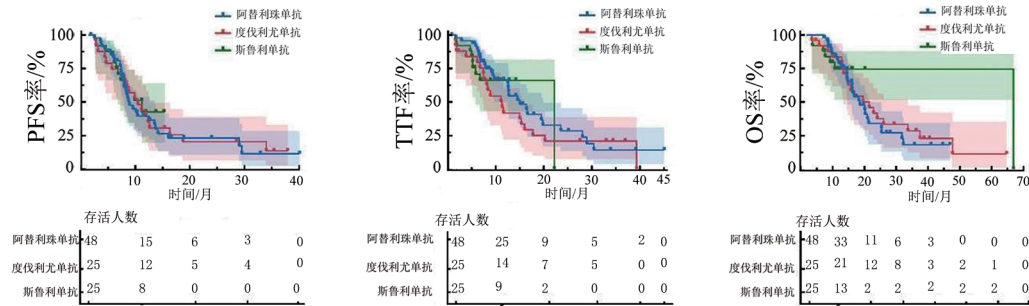 阿替利珠单抗
度伐利尤单抗
斯鲁利单抗
PFS率/%
100
75
50
25
0
10 20 30 40
时间/月
存活人数
阿替利珠单抗 48 15 6 3 0
度伐利尤单抗 25 12 5 4 0
斯鲁利单抗 25 8 0 0 0
阿替利珠单抗
度伐利尤单抗
斯鲁利单抗
TTF率/%
100
75
50
25
0
10 20 30 40 45
时间/月
存活人数
阿替利珠单抗 48 25 9 5 2 0
度伐利尤单抗 25 14 7 5 0 0
斯鲁利单抗 25 9 2 0 0 0
阿替利珠单抗
度伐利尤单抗
斯鲁利单抗
OS率/%
100
75
50
25
0
10 20 30 40 50 60 70
时间/月
存活人数
阿替利珠单抗 48 33 11 6 3 0 0 0
度伐利尤单抗 25 21 12 8 3 2 1 0
斯鲁利单抗 25 13 2 2 2 2 2 0